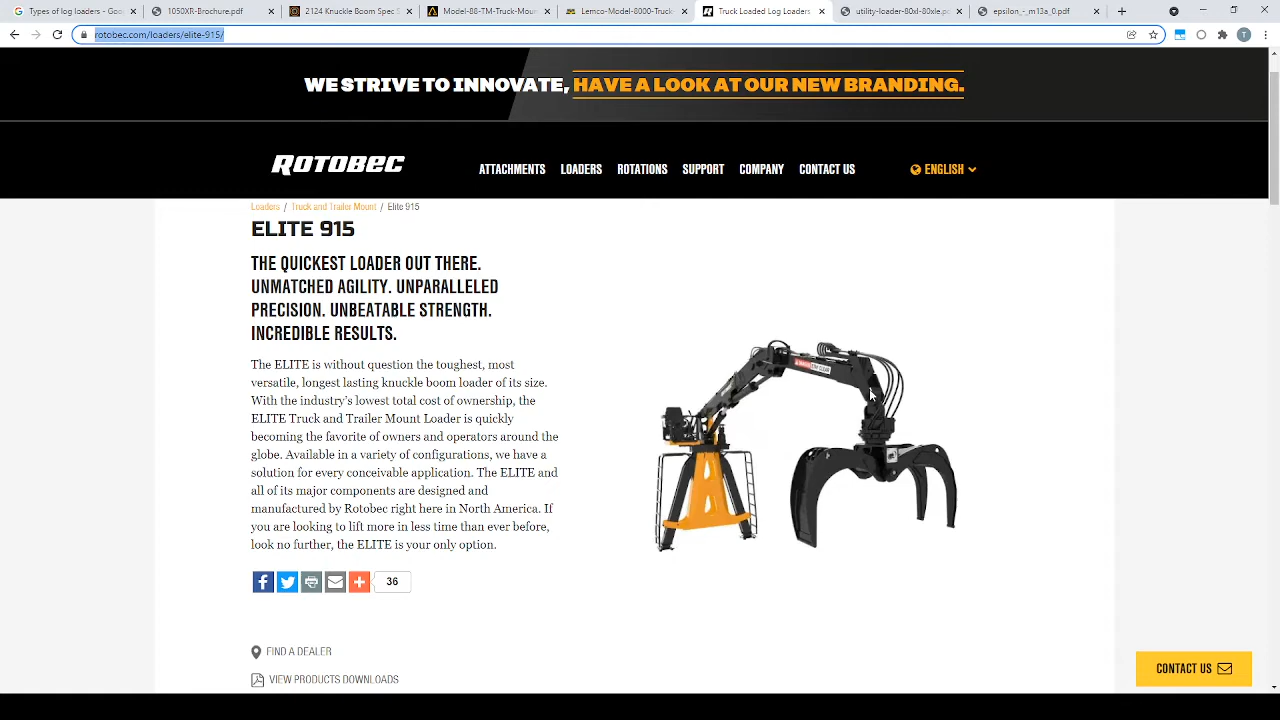 Types of log loaders - Goo
1050XR-Brochure.pdf
2124 Knuckle Boom Spec S
Model-88-TM-Truck-Moun
Lemco-Model-8000-Truck-
Truck Loaded Log Loaders
utility-loader-80xl-80xle.pd
epsilon_-_m13a_0.pdf
rotobec.com/loaders/elite-915/
T
WE STRIVE TO INNOVATE, HAVE A LOOK AT OUR NEW BRANDING.
ROTOBEC
ATTACHMENTS LOADERS ROTATIONS SUPPORT COMPANY CONTACT US
ENGLISH
Loaders / Truck and Trailer Mount / Elite 915
ELITE 915
THE QUICKEST LOADER OUT THERE.
UNMATCHED AGILITY. UNPARALLELED
PRECISION. UNBEATABLE STRENGTH.
INCREDIBLE RESULTS.
The ELITE is without question the toughest, most
versatile, longest lasting knuckle boom loader of its size.
With the industry's lowest total cost of ownership, the
ELITE Truck and Trailer Mount Loader is quickly
becoming the favorite of owners and operators around the
globe. Available in a variety of configurations, we have a
solution for every conceivable application. The ELITE and
all of its major components are designed and
manufactured by Rotobec right here in North America. If
you are looking to lift more in less time than ever before,
look no further, the ELITE is your only option.
36
FIND A DEALER
VIEW PRODUCTS DOWNLOADS
CONTACT US